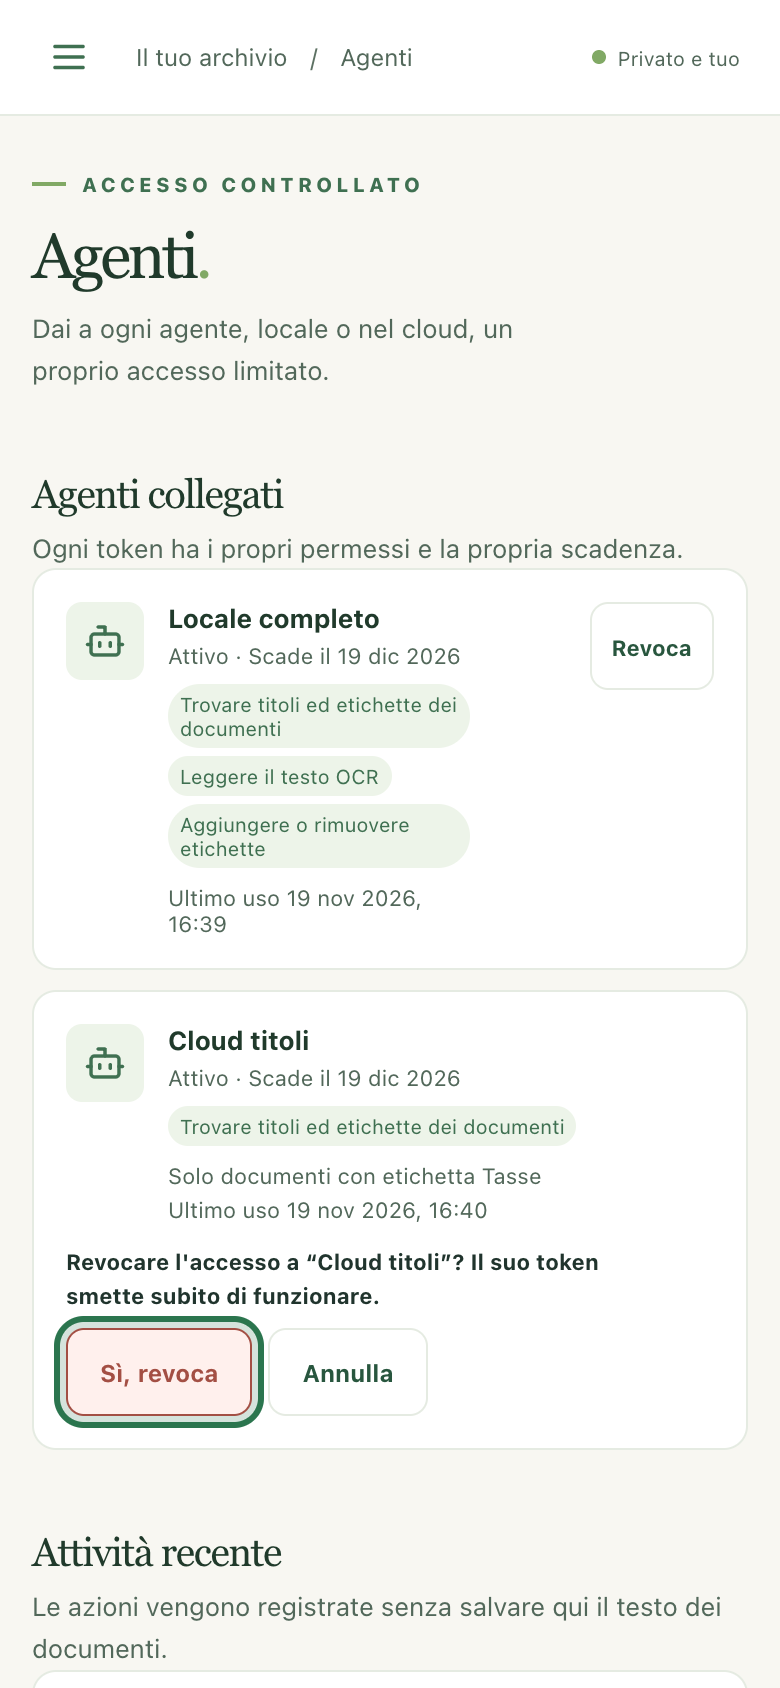 Il tuo archivio / Agenti
Privato e tuo
ACCESSO CONTROLLATO
Agenti.
Dai a ogni agente, locale o nel cloud, un
proprio accesso limitato.
Agenti collegati
Ogni token ha i propri permessi e la propria scadenza.
Locale completo
Revoca
Attivo · Scade il 19 dic 2026
Trovare titoli ed etichette dei
documenti
Leggere il testo OCR
Aggiungere o rimuovere
etichette
Ultimo uso 19 nov 2026,
16:39
Cloud titoli
Attivo · Scade il 19 dic 2026
Trovare titoli ed etichette dei documenti
Solo documenti con etichetta Tasse
Ultimo uso 19 nov 2026, 16:40
Revocare l'accesso a “Cloud titoli”? Il suo token
smette subito di funzionare.
Sì, revoca
Annulla
Attività recente
Le azioni vengono registrate senza salvare qui il testo dei
documenti.